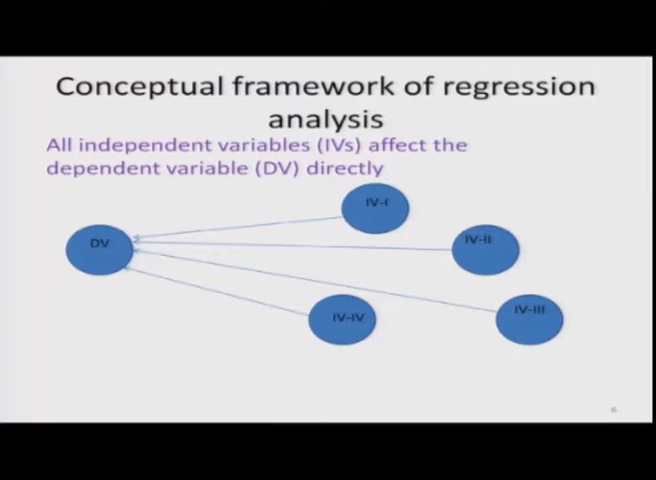 Conceptual framework of regression
analysis
All independent variables (IVs) affect the
dependent variable (DV) directly
IV-I
DV
IV-II
IV-III
IV-IV
6